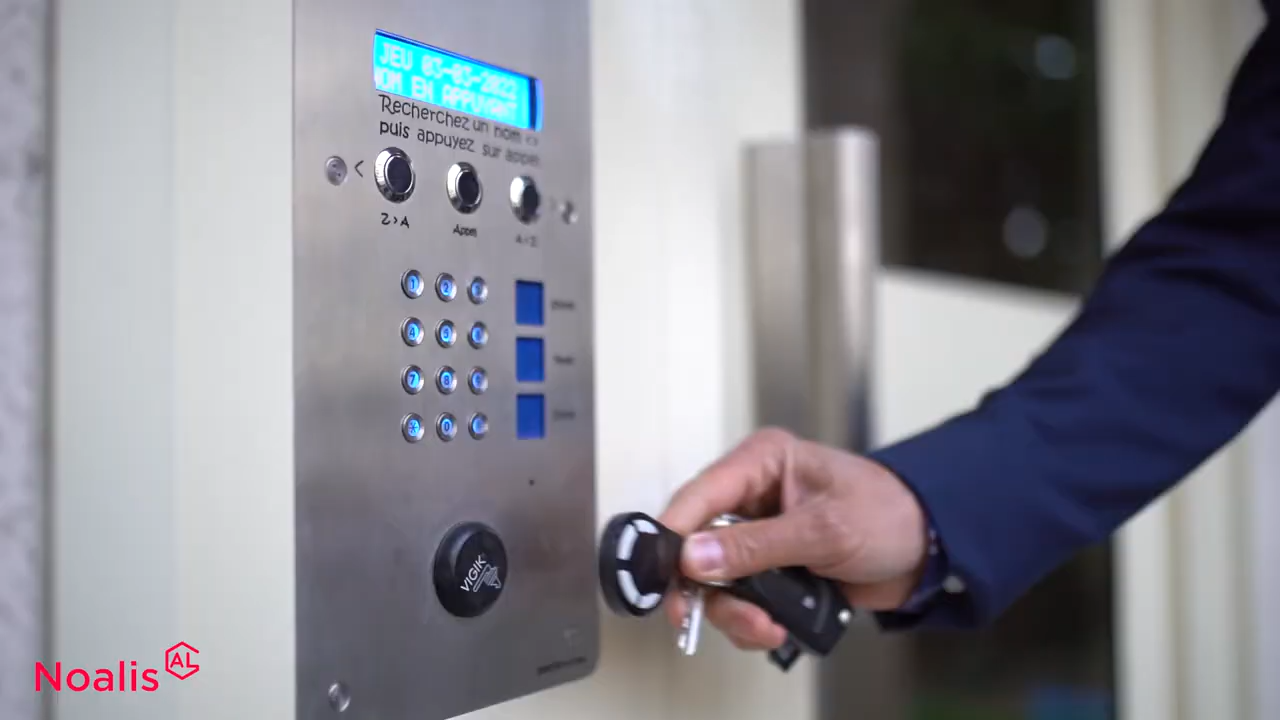 JEU 03-03-2022
NOM EN APPUYANT
Recherchez un nom <>
puis appuyez sur appel
<
Z>A
Appel
A<Z
1 2 3
4 5 6
7 8 9
* 0
VIGIK
Noalis AL